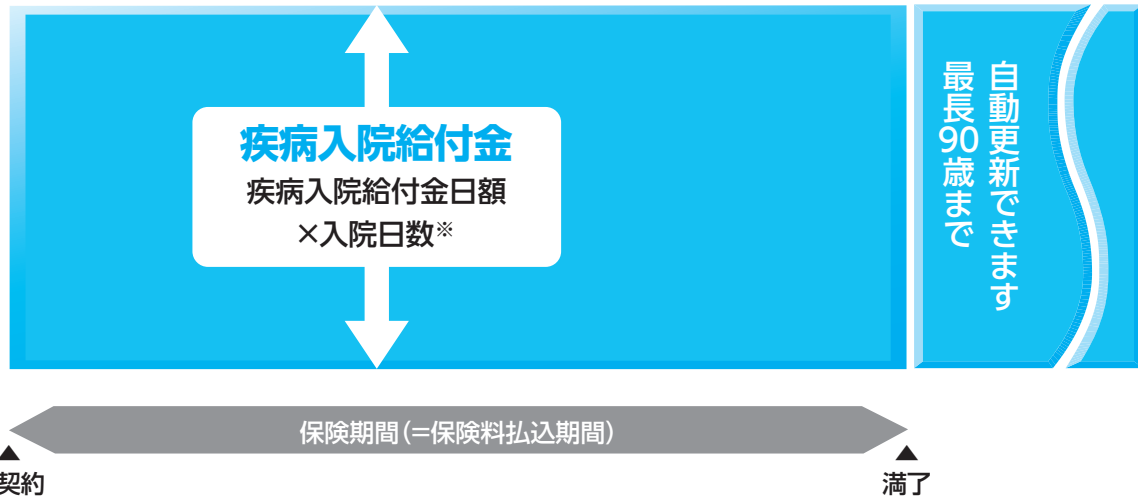 疾病入院給付金
疾病入院給付金日額
×入院日数※
自動更新できます
最長90歳まで
保険期間(=保険料払込期間)
▲
契約
▲
満了